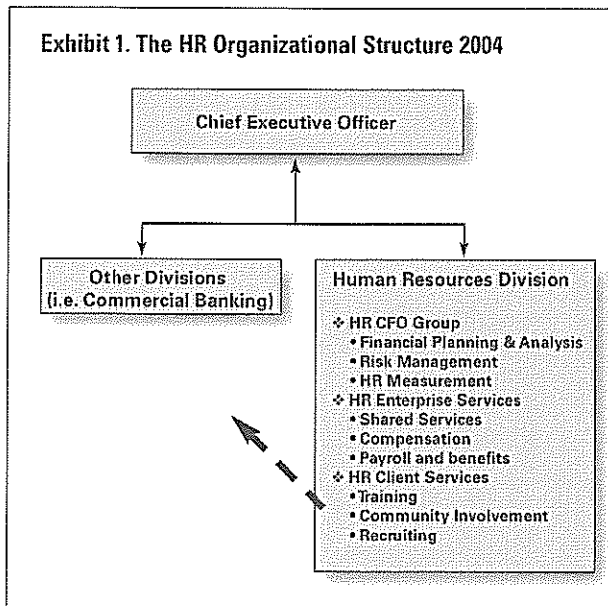 Exhibit 1. The HR Organizational Structure 2004
Chief Executive Officer
Other Divisions
(i.e. Commercial Banking)
Human Resources Division
❖ HR CFO Group
• Financial Planning & Analysis
• Risk Management
• HR Measurement
❖ HR Enterprise Services
• Shared Services
• Compensation
• Payroll and benefits
❖ HR Client Services
• Training
• Community Involvement
• Recruiting